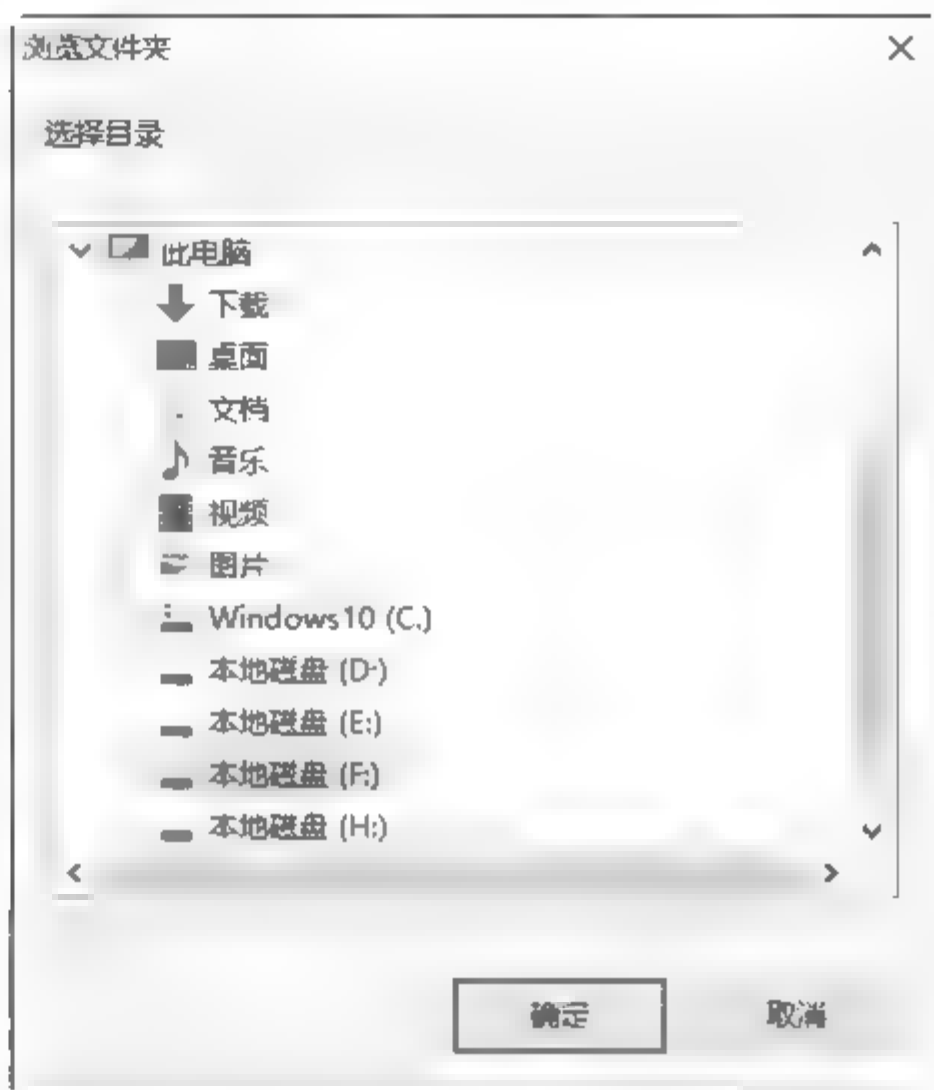 浏览文件夹
选择目录
此电脑
下载
桌面
文档
音乐
视频
图片
Windows10 (C:)
本地磁盘 (D:)
本地磁盘 (E:)
本地磁盘 (F:)
本地磁盘 (H:)
确定
取消